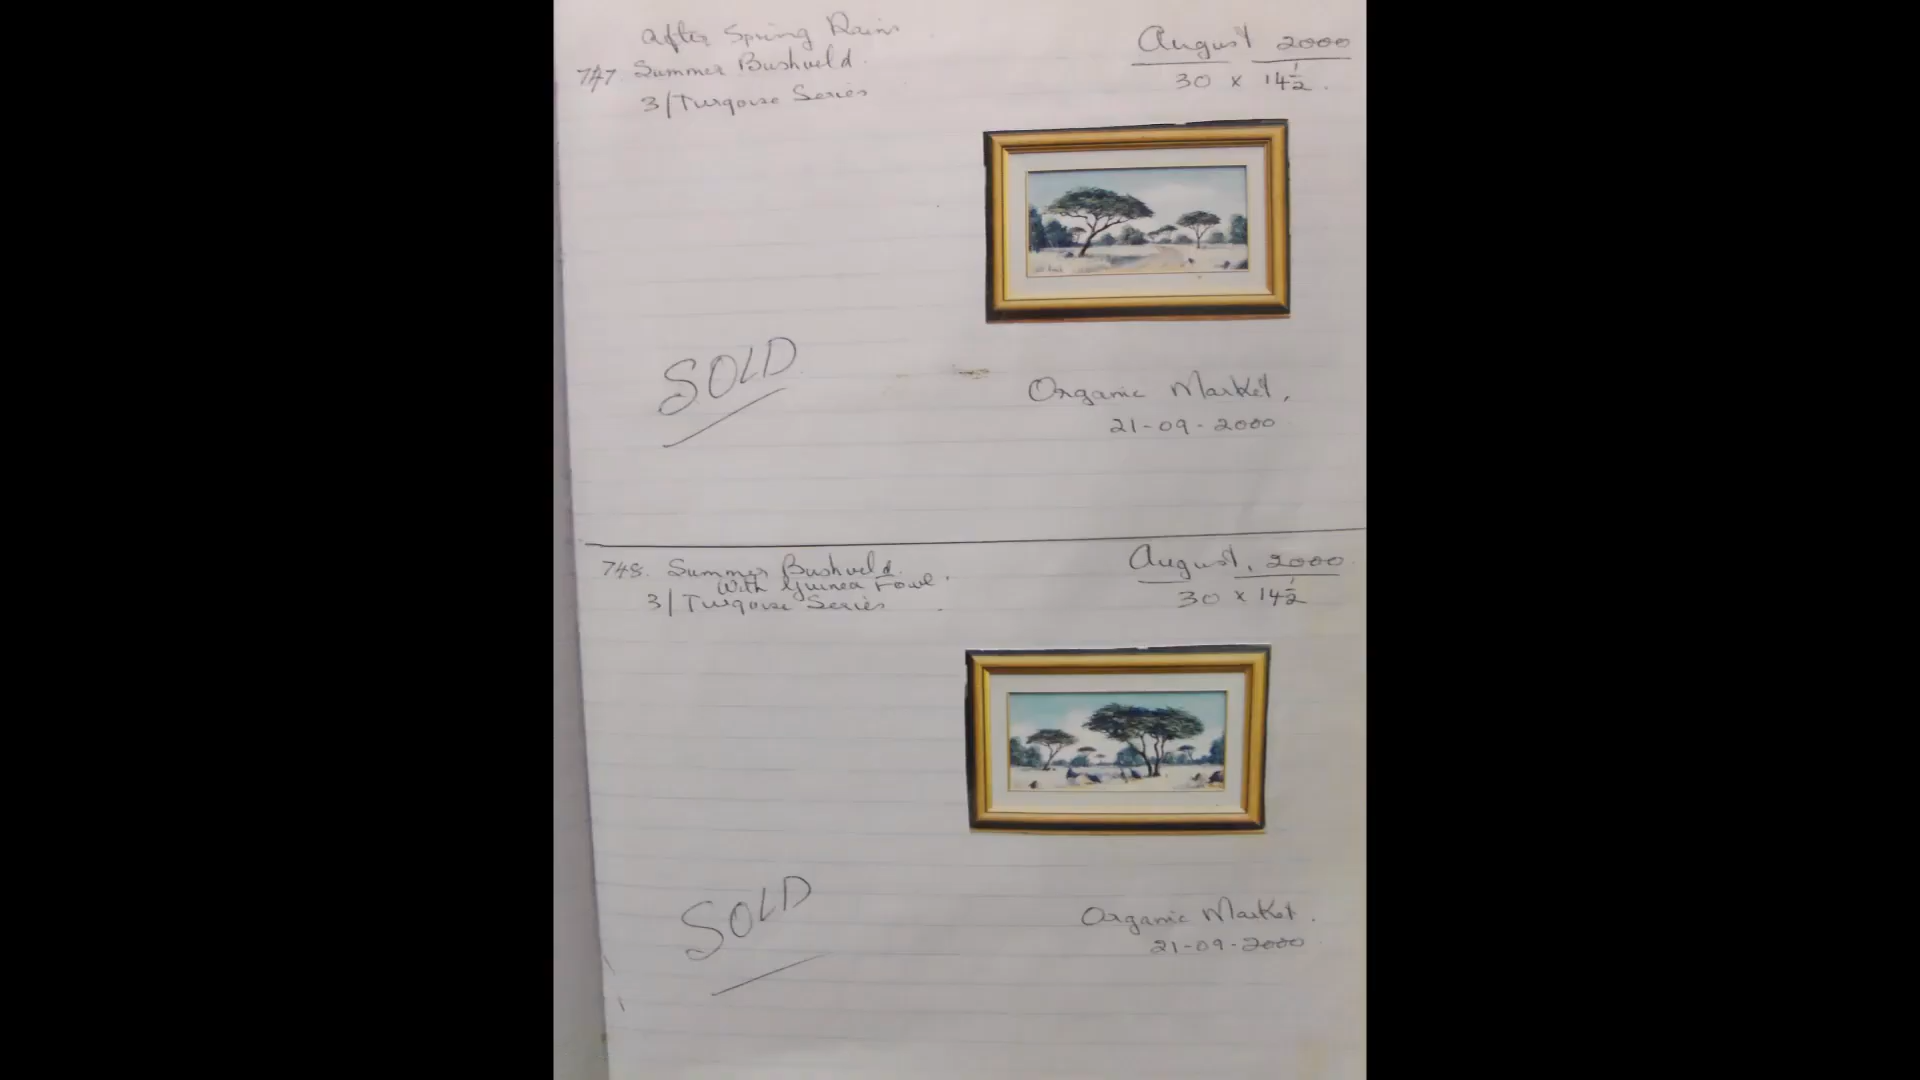 After Spring Rains
747 Summer Bushveld.
3/Turqoise Series
August 2000
30 x 14½.
SOLD
Organic Market,
21-09-2000
748. Summer Bushveld.
With Guinea Fowl.
3/Turqoise Series
August, 2000
30 x 14½
SOLD
Organic Market.
21-09-2000